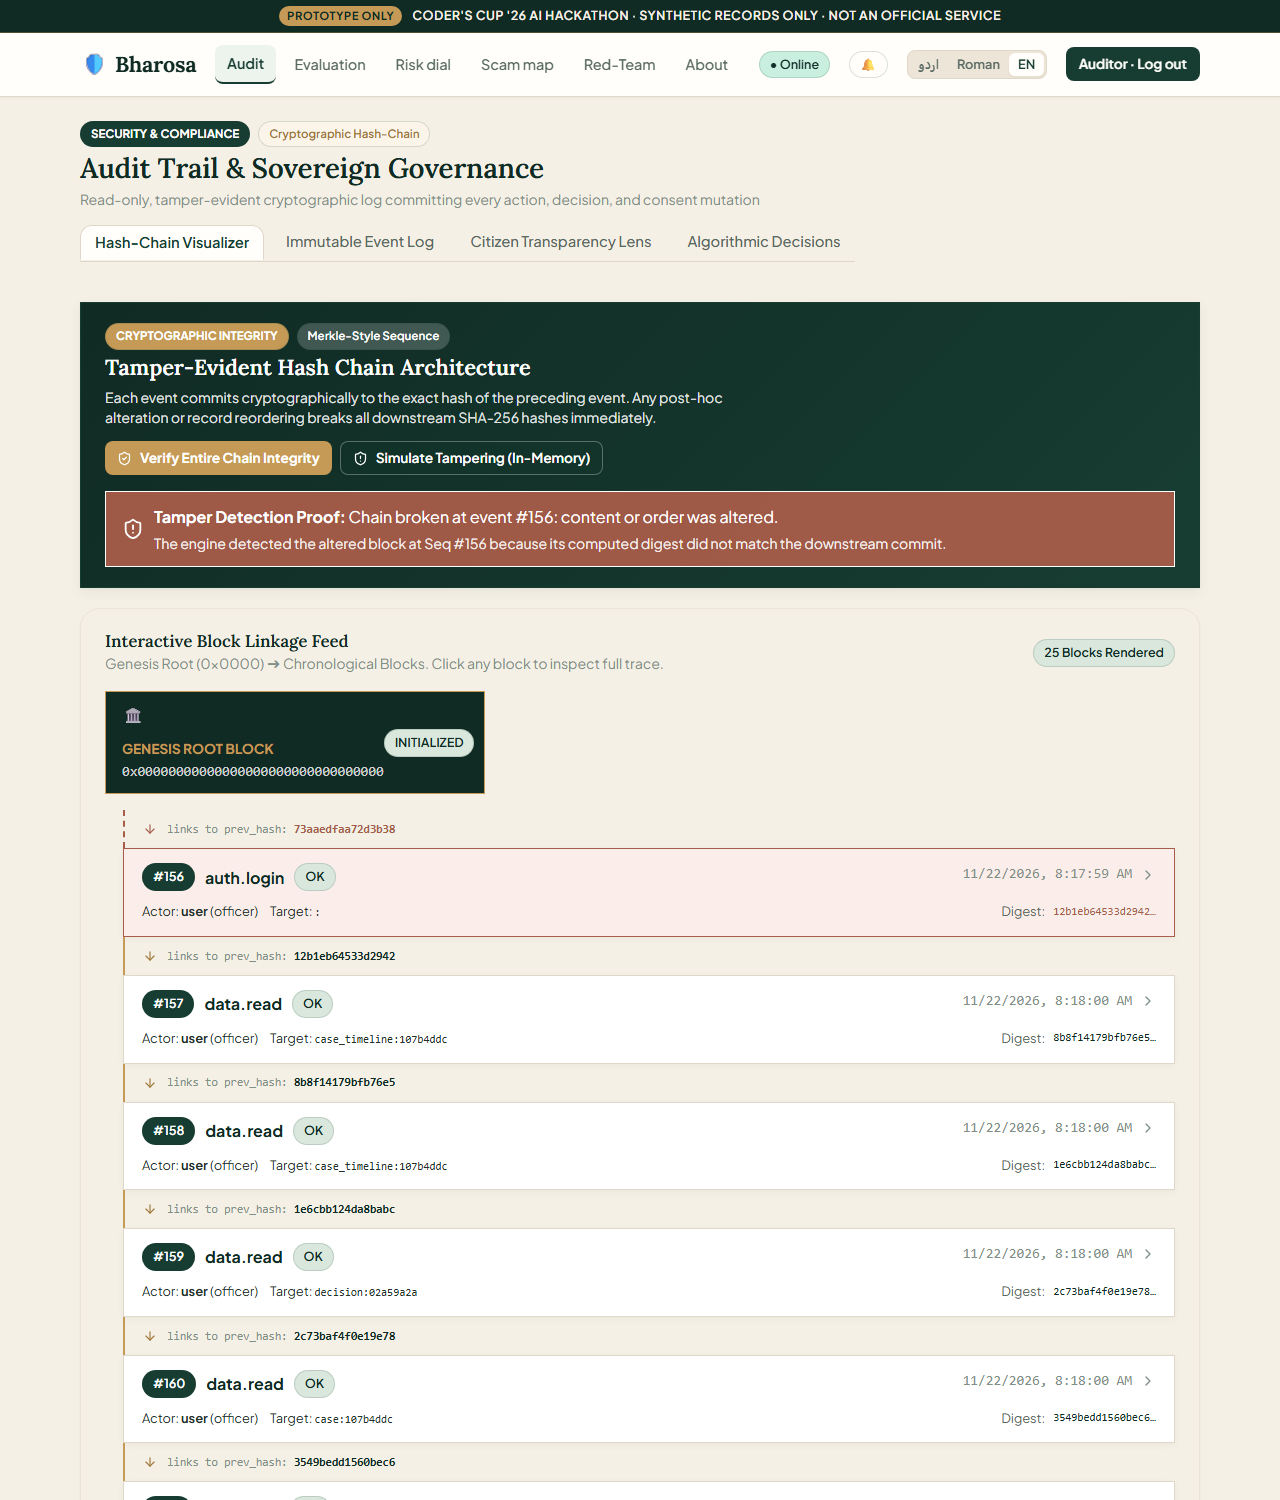 PROTOTYPE ONLY CODER'S CUP '26 AI HACKATHON · SYNTHETIC RECORDS ONLY · NOT AN OFFICIAL SERVICE
Bharosa Audit Evaluation Risk dial Scam map Red-Team About • Online اردو Roman EN Auditor · Log out
SECURITY & COMPLIANCE Cryptographic Hash-Chain
Audit Trail & Sovereign Governance
Read-only, tamper-evident cryptographic log committing every action, decision, and consent mutation
Hash-Chain Visualizer Immutable Event Log Citizen Transparency Lens Algorithmic Decisions
CRYPTOGRAPHIC INTEGRITY Merkle-Style Sequence
Tamper-Evident Hash Chain Architecture
Each event commits cryptographically to the exact hash of the preceding event. Any post-hoc
alteration or record reordering breaks all downstream SHA-256 hashes immediately.
Verify Entire Chain Integrity Simulate Tampering (In-Memory)
Tamper Detection Proof: Chain broken at event #156: content or order was altered.
The engine detected the altered block at Seq #156 because its computed digest did not match the downstream commit.
Interactive Block Linkage Feed
Genesis Root (0x0000) ➔ Chronological Blocks. Click any block to inspect full trace.
25 Blocks Rendered
GENESIS ROOT BLOCK
INITIALIZED
0x00000000000000000000000000000000
↓ links to prev_hash: 73aaedfaa72d3b38
#156 auth.login OK 11/22/2026, 8:17:59 AM
Actor: user (officer) Target: : Digest: 12b1eb64533d2942…
↓ links to prev_hash: 12b1eb64533d2942
#157 data.read OK 11/22/2026, 8:18:00 AM
Actor: user (officer) Target: case_timeline:107b4ddc Digest: 8b8f14179bfb76e5…
↓ links to prev_hash: 8b8f14179bfb76e5
#158 data.read OK 11/22/2026, 8:18:00 AM
Actor: user (officer) Target: case_timeline:107b4ddc Digest: 1e6cbb124da8babc…
↓ links to prev_hash: 1e6cbb124da8babc
#159 data.read OK 11/22/2026, 8:18:00 AM
Actor: user (officer) Target: decision:02a59a2a Digest: 2c73baf4f0e19e78…
↓ links to prev_hash: 2c73baf4f0e19e78
#160 data.read OK 11/22/2026, 8:18:00 AM
Actor: user (officer) Target: case:107b4ddc Digest: 3549bedd1560bec6…
↓ links to prev_hash: 3549bedd1560bec6